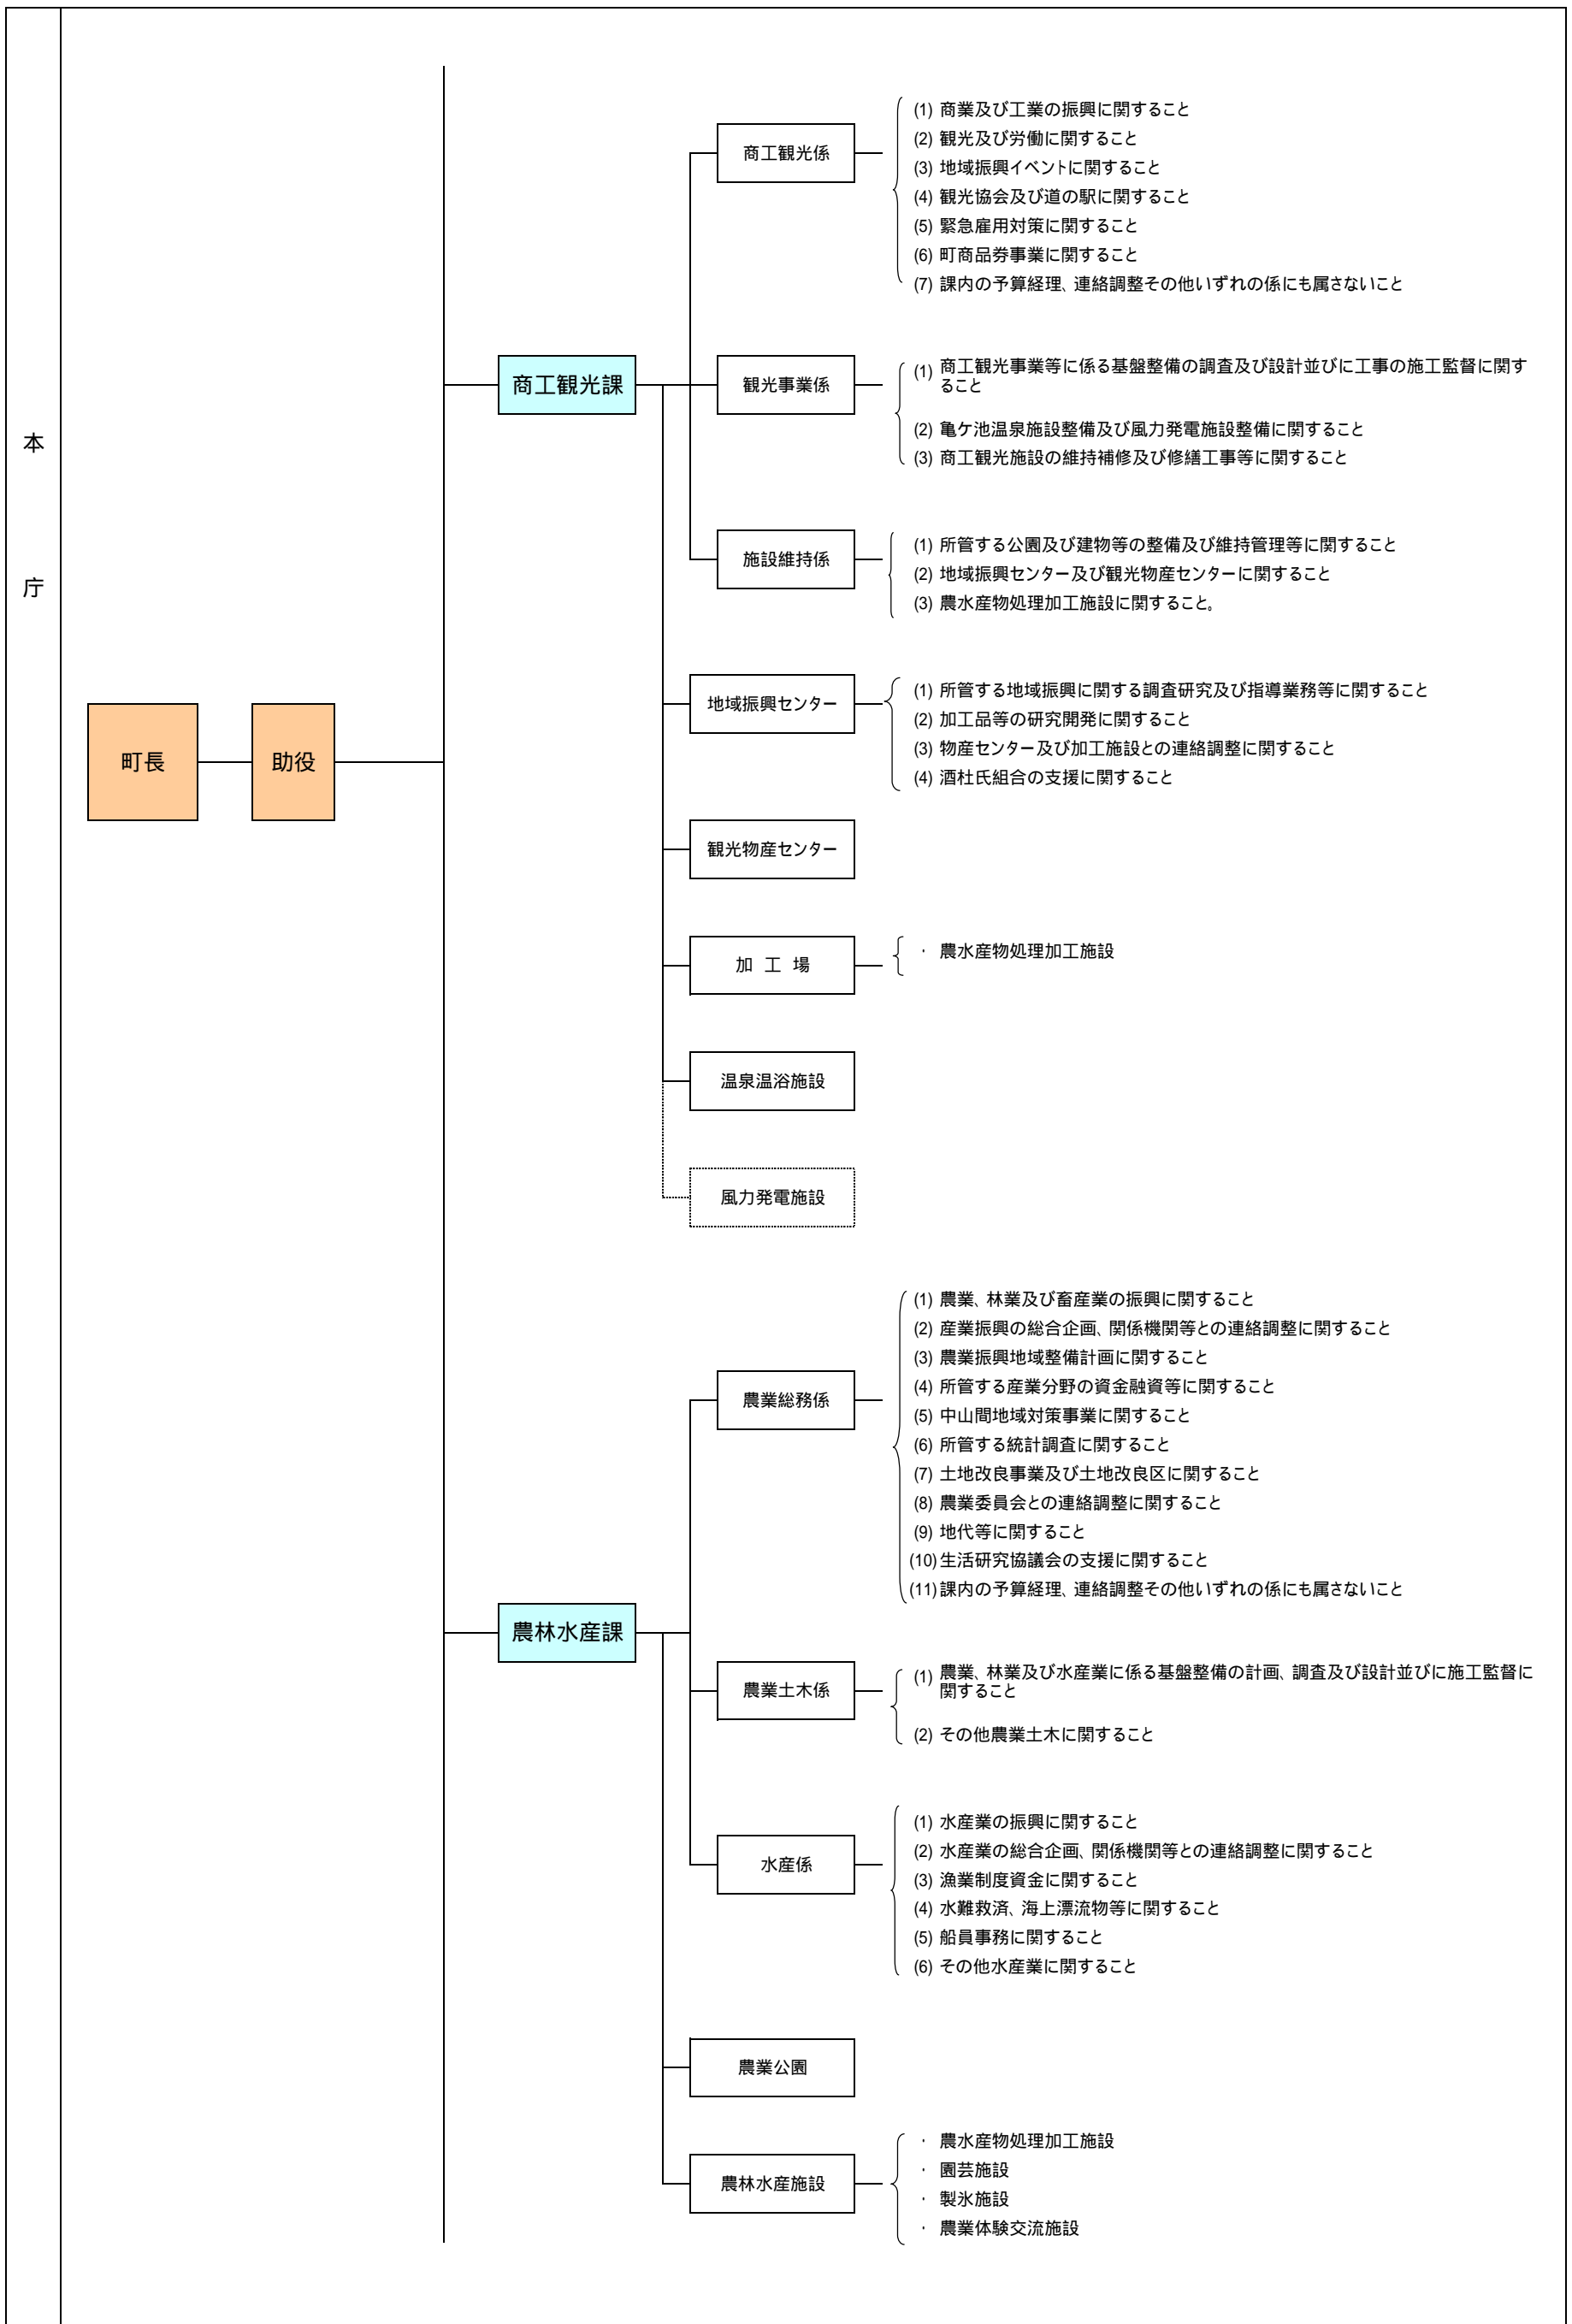 本
庁
町長
助役
商工観光課
商工観光係
(1) 商業及び工業の振興に関すること
(2) 観光及び労働に関すること
(3) 地域振興イベントに関すること
(4) 観光協会及び道の駅に関すること
(5) 緊急雇用対策に関すること
(6) 町商品券事業に関すること
(7) 課内の予算経理、連絡調整その他いずれの係にも属さないこと
観光事業係
(1) 商工観光事業等に係る基盤整備の調査及び設計並びに工事の施工監督に関す
ること
(2) 亀ケ池温泉施設整備及び風力発電施設整備に関すること
(3) 商工観光施設の維持補修及び修繕工事等に関すること
施設維持係
(1) 所管する公園及び建物等の整備及び維持管理等に関すること
(2) 地域振興センター及び観光物産センターに関すること
(3) 農水産物処理加工施設に関すること。
地域振興センター
(1) 所管する地域振興に関する調査研究及び指導業務等に関すること
(2) 加工品等の研究開発に関すること
(3) 物産センター及び加工施設との連絡調整に関すること
(4) 酒杜氏組合の支援に関すること
観光物産センター
加 工 場
・ 農水産物処理加工施設
温泉温浴施設
風力発電施設
農林水産課
農業総務係
(1) 農業、林業及び畜産業の振興に関すること
(2) 産業振興の総合企画、関係機関等との連絡調整に関すること
(3) 農業振興地域整備計画に関すること
(4) 所管する産業分野の資金融資等に関すること
(5) 中山間地域対策事業に関すること
(6) 所管する統計調査に関すること
(7) 土地改良事業及び土地改良区に関すること
(8) 農業委員会との連絡調整に関すること
(9) 地代等に関すること
(10) 生活研究協議会の支援に関すること
(11) 課内の予算経理、連絡調整その他いずれの係にも属さないこと
農業土木係
(1) 農業、林業及び水産業に係る基盤整備の計画、調査及び設計並びに施工監督に
関すること
(2) その他農業土木に関すること
水産係
(1) 水産業の振興に関すること
(2) 水産業の総合企画、関係機関等との連絡調整に関すること
(3) 漁業制度資金に関すること
(4) 水難救済、海上漂流物等に関すること
(5) 船員事務に関すること
(6) その他水産業に関すること
農業公園
農林水産施設
・ 農水産物処理加工施設
・ 園芸施設
・ 製氷施設
・ 農業体験交流施設